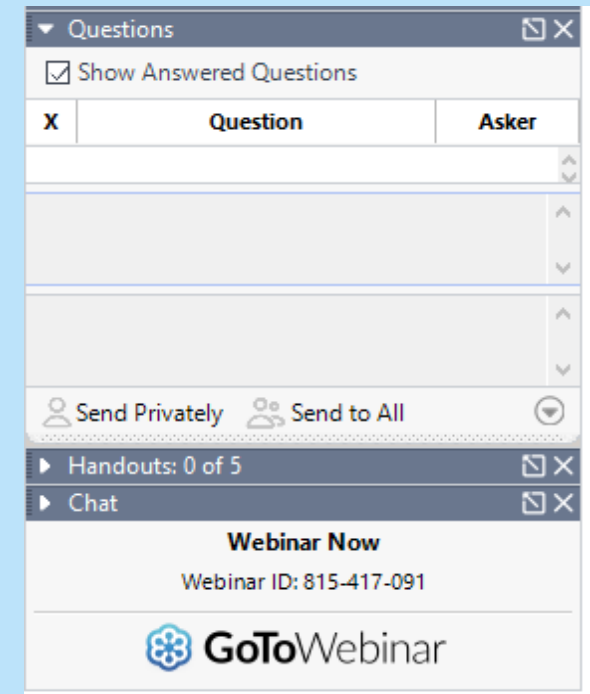 Questions
Show Answered Questions
X Question Asker
Send Privately Send to All
Handouts: 0 of 5
Chat
Webinar Now
Webinar ID: 815-417-091
GoToWebinar